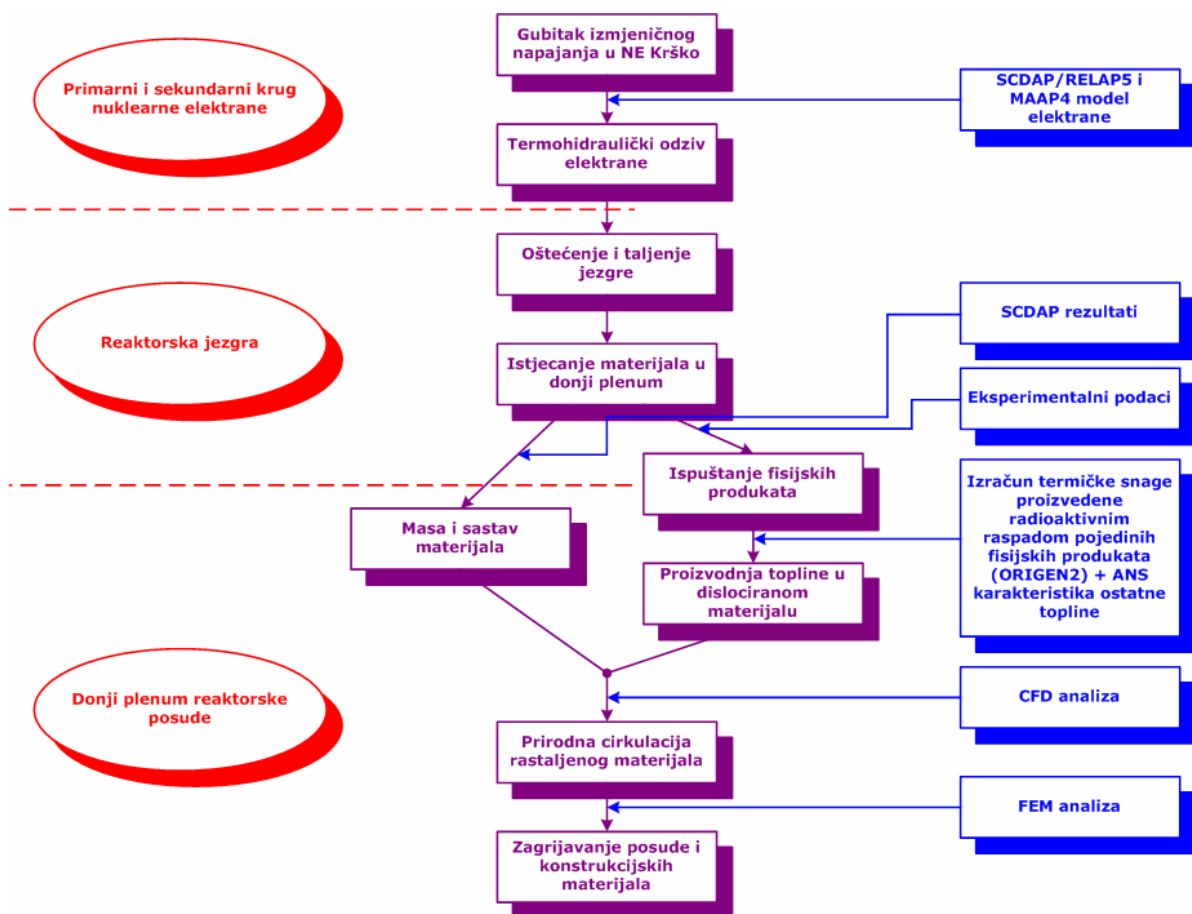 Gubitak izmjeničnog
napajanja u NE Krško
Primarni i sekundarni krug
nuklearne elektrane
SCDAP/RELAP5 i
MAAP4 model
elektrane
Termohidraulički odziv
elektrane
Oštećenje i taljenje
jezgre
Reaktorska jezgra
SCDAP rezultati
Istjecanje materijala u
donji plenum
Eksperimentalni podaci
Ispuštanje fisijskih
produkata
Izračun termičke snage
proizvedene
radioaktivnim
raspadom pojedinih
fisijskih produkata
(ORIGEN2) + ANS
karakteristika ostatne
topline
Masa i sastav
materijala
Proizvodnja topline u
dislociranom
materijalu
Donji plenum reaktorske
posude
CFD analiza
Prirodna cirkulacija
rastaljenog materijala
FEM analiza
Zagrijavanje posude i
konstrukcijskih
materijala